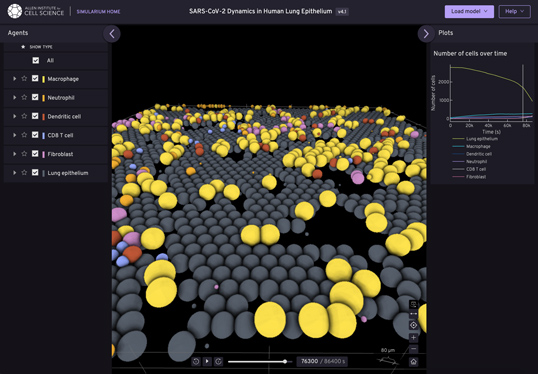 ALLEN INSTITUTE for
CELL SCIENCE
SIMULARIUM HOME
SARS-CoV-2 Dynamics in Human Lung Epithelium v4.1
Load model
Help
Agents
SHOW TYPE
All
Macrophage
Neutrophil
Dendritic cell
CD8 T cell
Fibroblast
Lung epithelium
76300 / 86400 s
80 µm
Plots
Number of cells over time
Number of cells
2000
1000
0
0 20k 40k 60k 80k
Time (s)
Lung epithelium
Macrophage
Dendritic cell
Neutrophil
CD8 T cell
Fibroblast